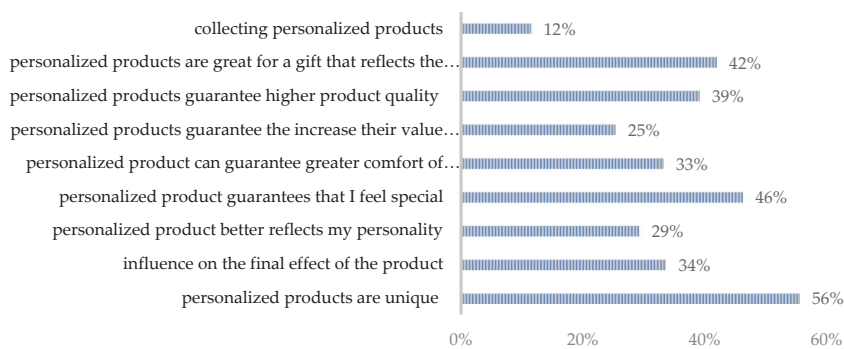 collecting personalized products 12%
personalized products are great for a gift that reflects the… 42%
personalized products guarantee higher product quality 39%
personalized products guarantee the increase their value… 25%
personalized product can guarantee greater comfort of… 33%
personalized product guarantees that I feel special 46%
personalized product better reflects my personality 29%
influence on the final effect of the product 34%
personalized products are unique 56%
0% 20% 40% 60%